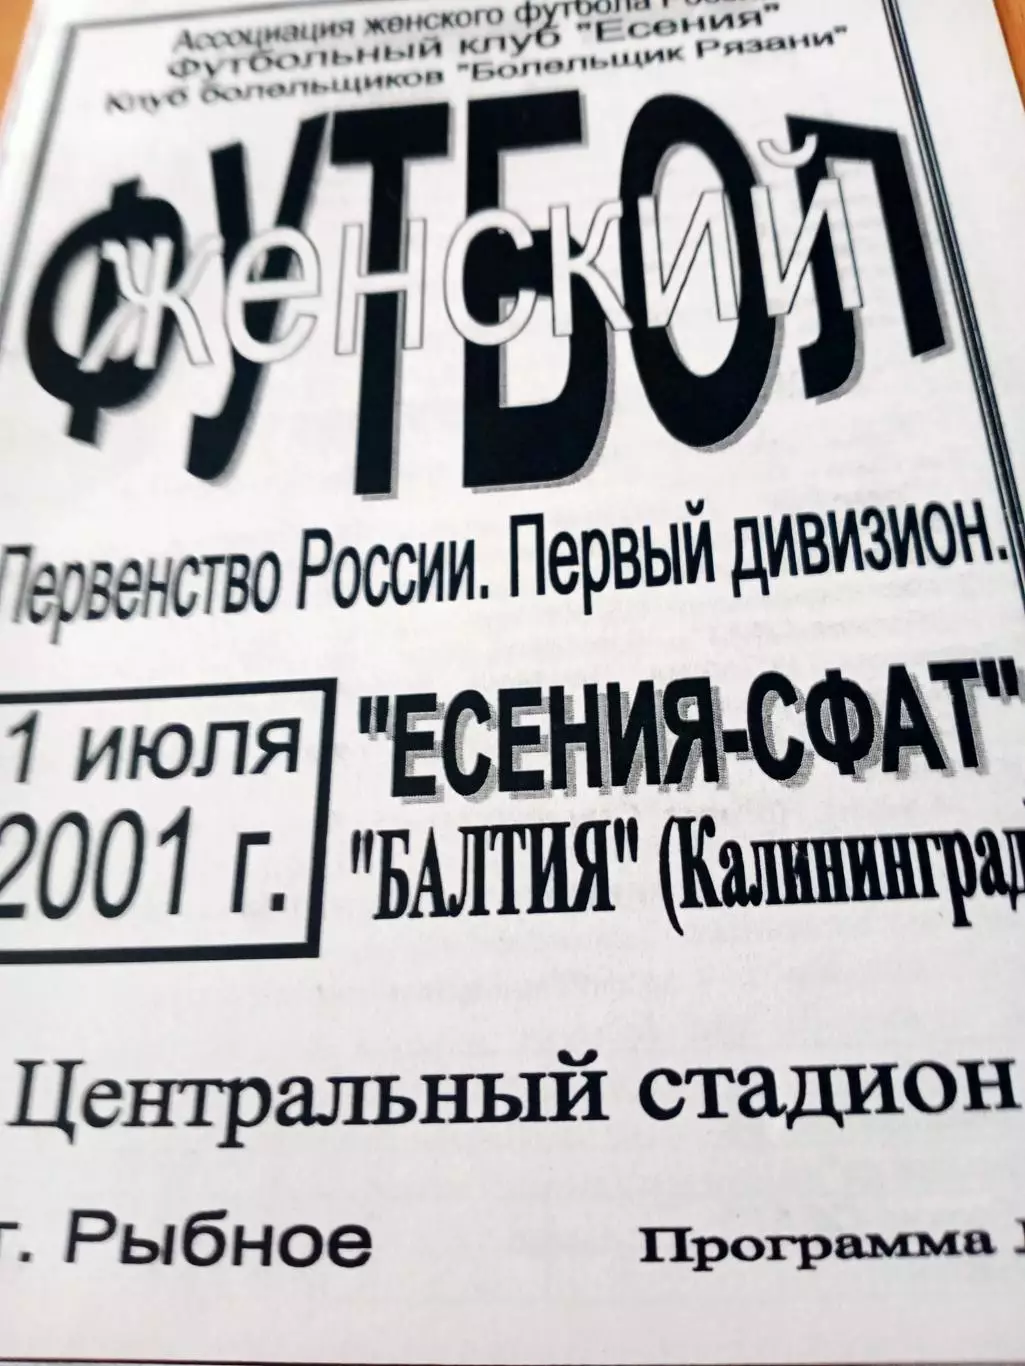 Ассоциация женского футбола
Футбольный клуб "Есения"
Клуб болельщиков "Болельщик Рязани"
ФУТБОЛ
женский
Первенство России. Первый дивизион.
1 июля
2001 г.
"ЕСЕНИЯ-СФАТ"
"БАЛТИЯ" (Калининград)
Центральный стадион
г. Рыбное
Программа